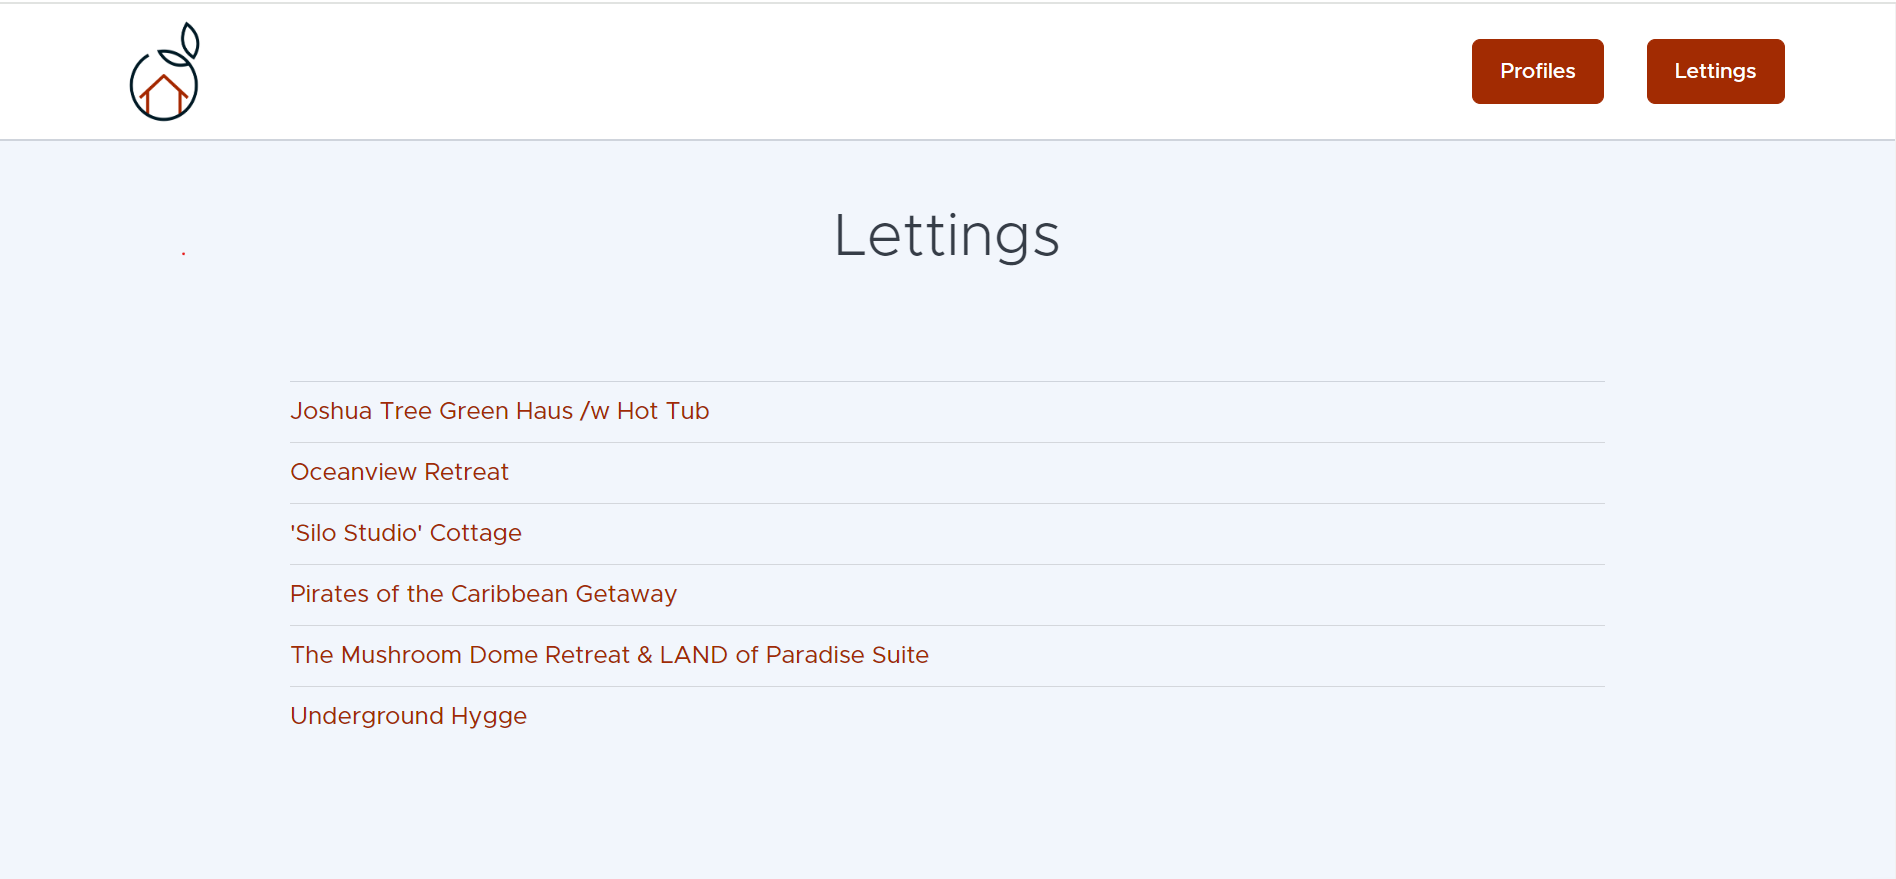 Profiles
Lettings
Lettings
Joshua Tree Green Haus /w Hot Tub
Oceanview Retreat
'Silo Studio' Cottage
Pirates of the Caribbean Getaway
The Mushroom Dome Retreat & LAND of Paradise Suite
Underground Hygge